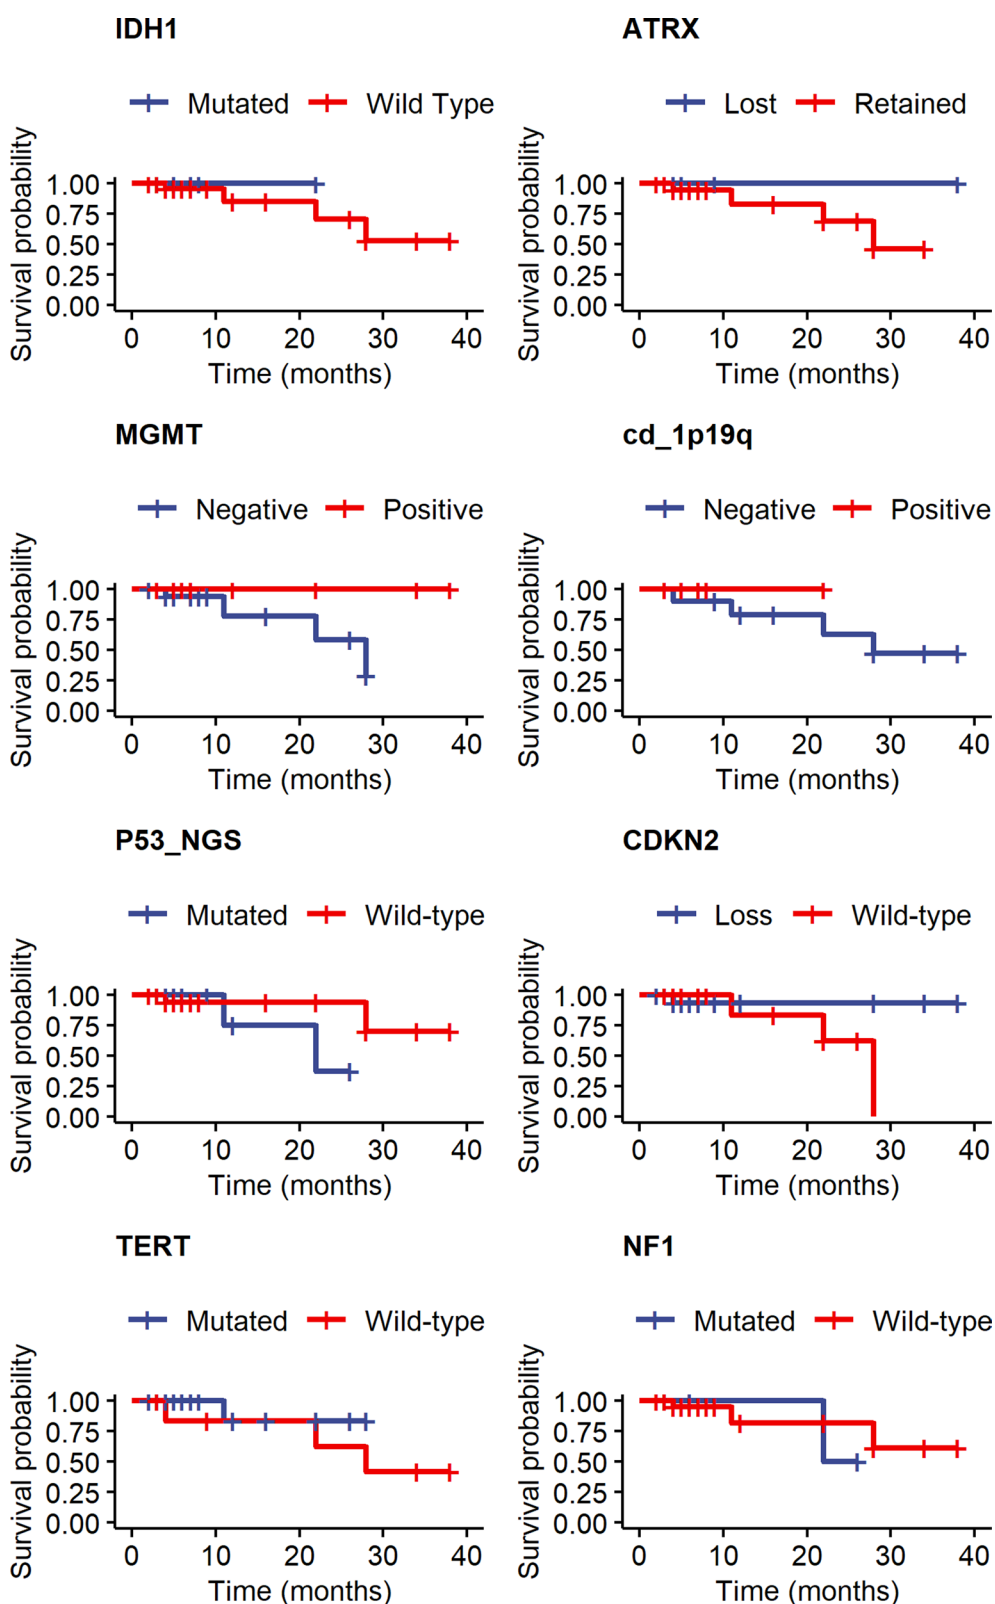 IDH1
Mutated Wild Type
Survival probability
1.00
0.75
0.50
0.25
0.00
0 10 20 30 40
Time (months)
ATRX
Lost Retained
Survival probability
1.00
0.75
0.50
0.25
0.00
0 10 20 30 40
Time (months)
MGMT
Negative Positive
Survival probability
1.00
0.75
0.50
0.25
0.00
0 10 20 30 40
Time (months)
cd_1p19q
Negative Positive
Survival probability
1.00
0.75
0.50
0.25
0.00
0 10 20 30 40
Time (months)
P53_NGS
Mutated Wild-type
Survival probability
1.00
0.75
0.50
0.25
0.00
0 10 20 30 40
Time (months)
CDKN2
Loss Wild-type
Survival probability
1.00
0.75
0.50
0.25
0.00
0 10 20 30 40
Time (months)
TERT
Mutated Wild-type
Survival probability
1.00
0.75
0.50
0.25
0.00
0 10 20 30 40
Time (months)
NF1
Mutated Wild-type
Survival probability
1.00
0.75
0.50
0.25
0.00
0 10 20 30 40
Time (months)